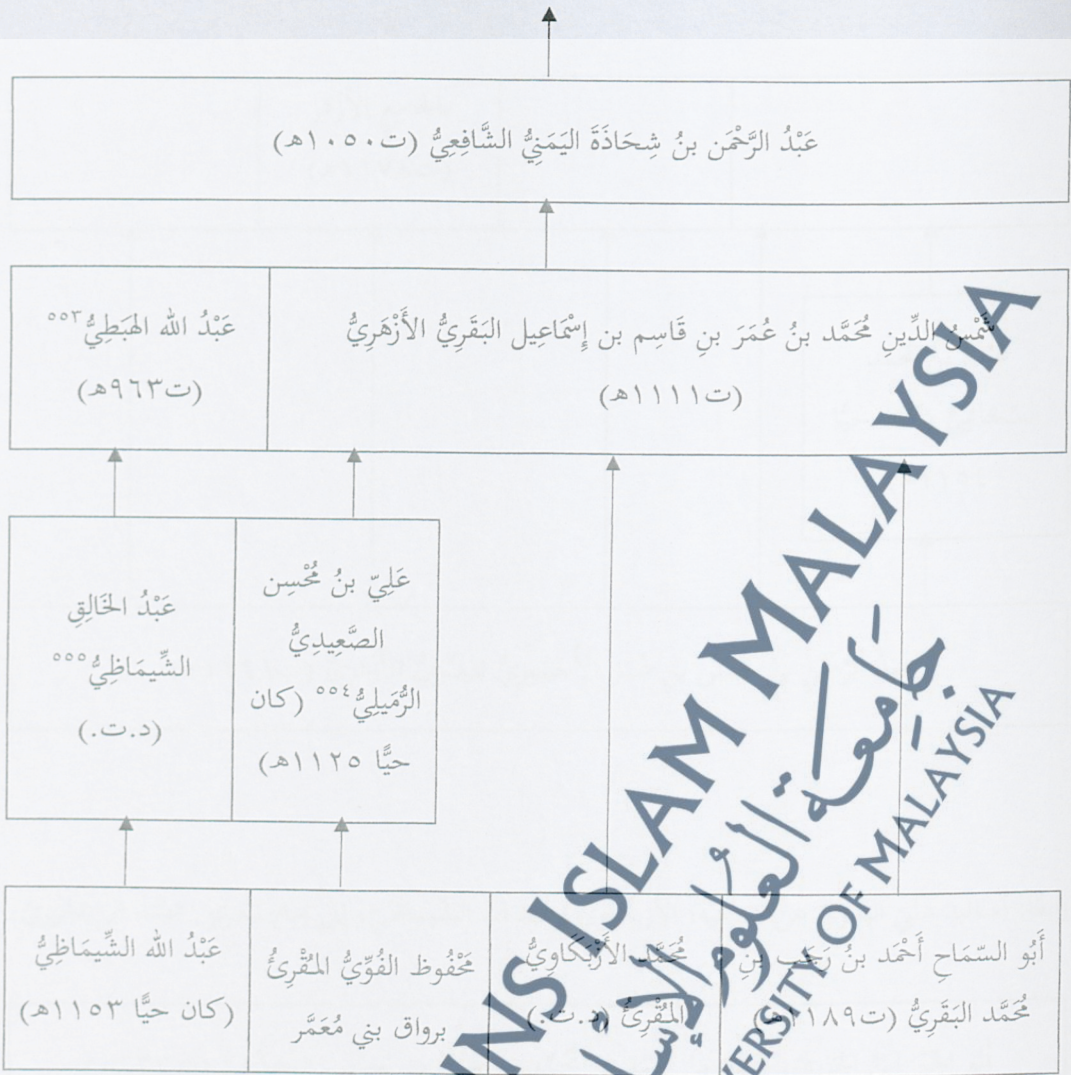 عَبْدُ الرَّحْمَن بنُ شِحَاذَةَ اليَمَنِيُّ الشَّافِعِيُّ (ت١٠٥٠هـ)
شَمْسُ الدِّينِ مُحَمَّد بنُ عُمَرَ بنِ قَاسِم بن إِسْمَاعِيل البَقَرِيُّ الأَزْهَرِيُّ
(ت١١١١هـ)
عَبْدُ الله الهَبَطِيُّ٥٥٣
(ت٩٦٣هـ)
عَلِيّ بنُ مُحْسِن
الصَّعِيدِيُّ
الرُّمَيلِيُّ٥٥٤ (كان
حيًّا ١١٢٥هـ)
عَبْدُ الخَالِقِ
الشِّيمَاظِيُّ٥٥٥
(د.ت.)
أَبُو السّمَاحِ أَحْمَد بنُ رَجَب بنِ
مُحَمَّد البَقَرِيُّ (ت١١٨٩هـ)
مُحَمَّد الأَزْبَكَاوِيُّ
المُقْرِئُ (د.ت.)
مَحْفُوظ الفُوِّيُّ المُقْرِئُ
برواق بني مُعَمَّر
عَبْدُ الله الشِّيمَاظِيُّ
(كان حيًّا ١١٥٣هـ)
UNS ISLAM MALAYSIA
جامعة العلوم الإسلا
VERSITY OF MALAYSIA